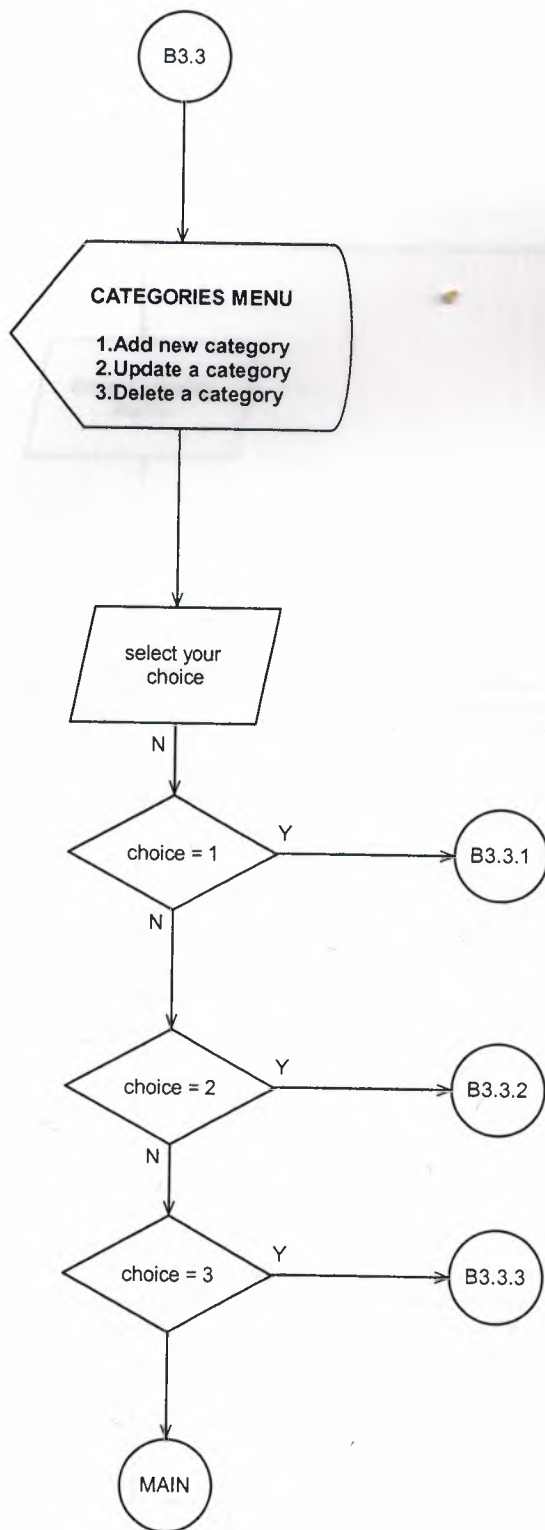 B3.3
CATEGORIES MENU
1.Add new category
2.Update a category
3.Delete a category
select your
choice
N
choice = 1
Y
B3.3.1
N
choice = 2
Y
B3.3.2
N
choice = 3
Y
B3.3.3
MAIN